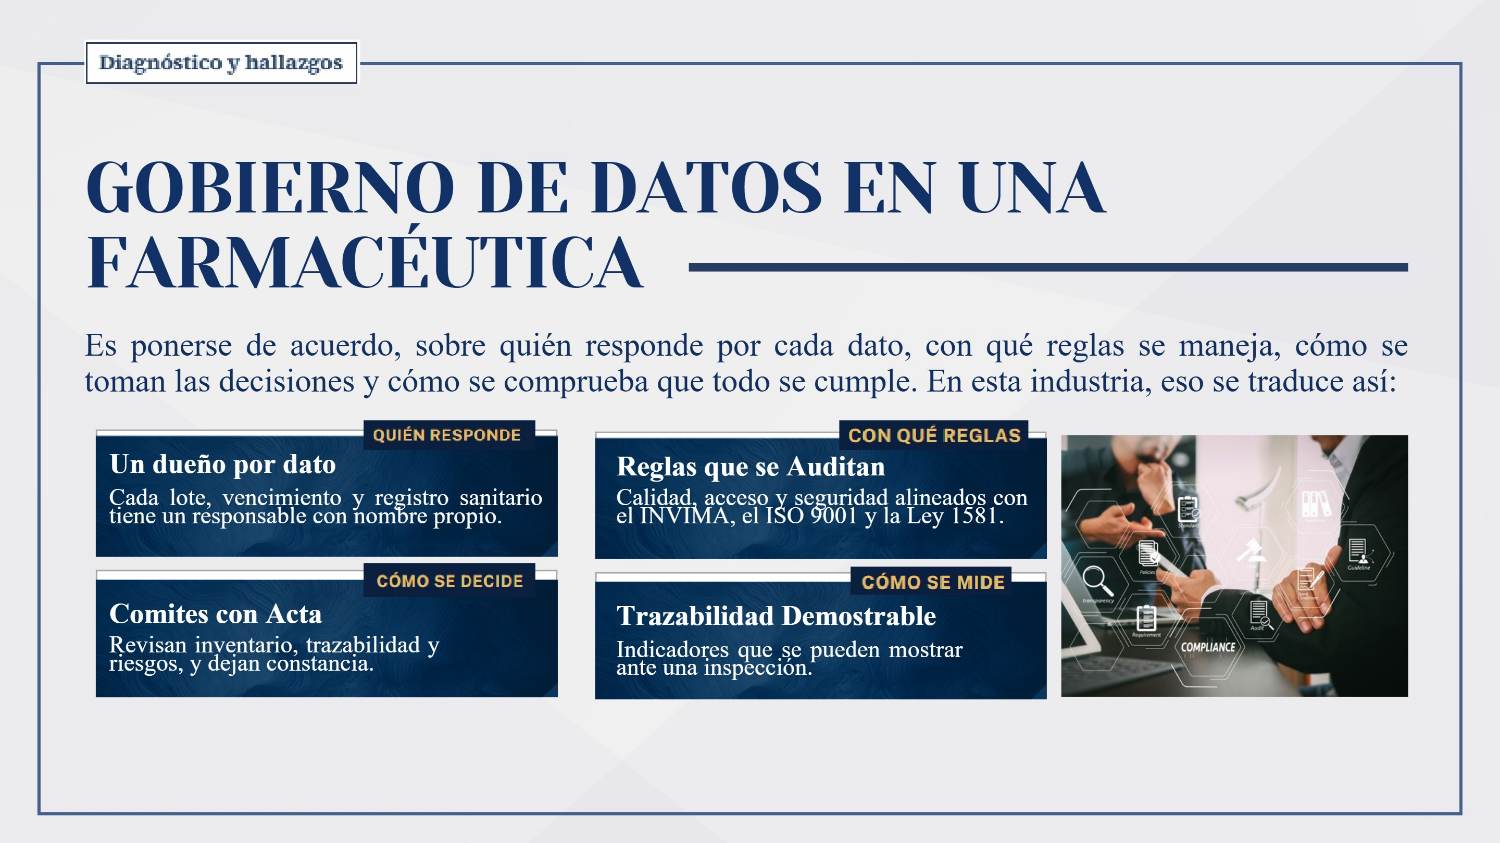 Diagnóstico y hallazgos
GOBIERNO DE DATOS EN UNA
FARMACÉUTICA
Es ponerse de acuerdo, sobre quién responde por cada dato, con qué reglas se maneja, cómo se
toman las decisiones y cómo se comprueba que todo se cumple. En esta industria, eso se traduce así:
QUIÉN RESPONDE
Un dueño por dato
Cada lote, vencimiento y registro sanitario
tiene un responsable con nombre propio.
CON QUÉ REGLAS
Reglas que se Auditan
Calidad, acceso y seguridad alineados con
el INVIMA, el ISO 9001 y la Ley 1581.
CÓMO SE DECIDE
Comites con Acta
Revisan inventario, trazabilidad y
riesgos, y dejan constancia.
CÓMO SE MIDE
Trazabilidad Demostrable
Indicadores que se pueden mostrar
ante una inspección.
Policies
Guideline
Transparency
Requirement
Audit
COMPLIANCE